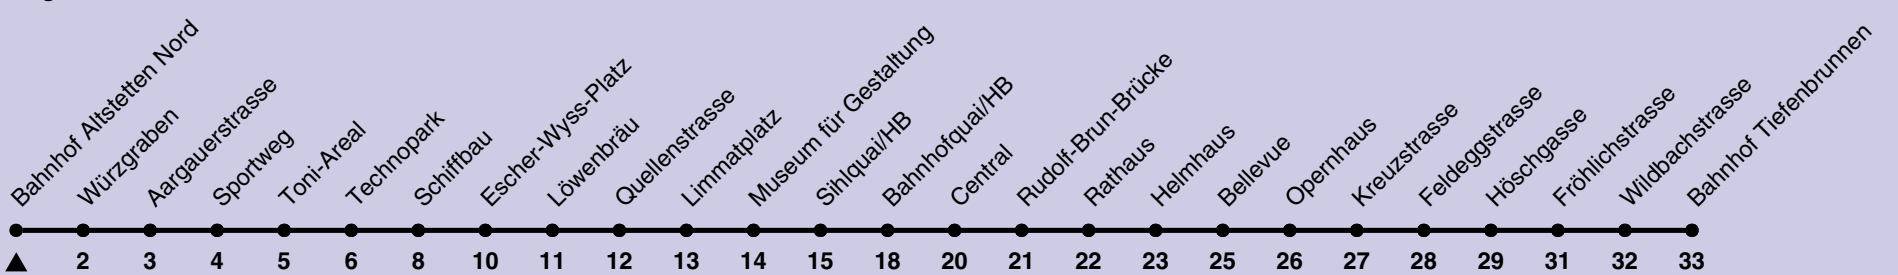 Bahnhof Altstetten Nord
Würzgraben
Aargauerstrasse
Sportweg
Toni-Areal
Technopark
Schiffbau
Escher-Wyss-Platz
Löwenbräu
Quellenstrasse
Limmatplatz
Museum für Gestaltung
Sihlquai/HB
Bahnhofquai/HB
Central
Rudolf-Brun-Brücke
Rathaus
Helmhaus
Bellevue
Opernhaus
Kreuzstrasse
Feldeggstrasse
Höschgasse
Fröhlichstrasse
Wildbachstrasse
Bahnhof Tiefenbrunnen
2 3 4 5 6 8 10 11 12 13 14 15 18 20 21 22 23 25 26 27 28 29 31 32 33